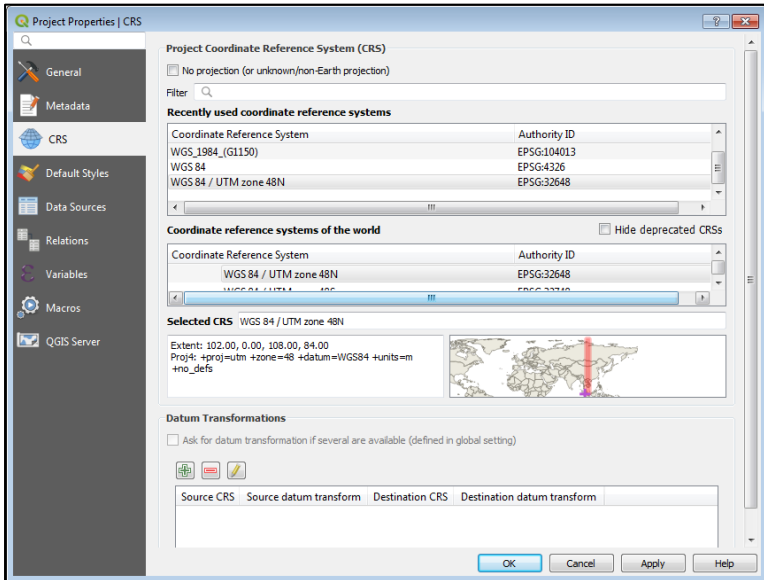 Project Properties | CRS
General
Metadata
CRS
Default Styles
Data Sources
Relations
Variables
Macros
QGIS Server
Project Coordinate Reference System (CRS)
No projection (or unknown/non-Earth projection)
Filter
Recently used coordinate reference systems
Coordinate Reference System Authority ID
WGS_1984_(G1150) EPSG:104013
WGS 84 EPSG:4326
WGS 84 / UTM zone 48N EPSG:32648
Coordinate reference systems of the world Hide deprecated CRSs
Coordinate Reference System Authority ID
WGS 84 / UTM zone 48N EPSG:32648
Selected CRS WGS 84 / UTM zone 48N
Extent: 102.00, 0.00, 108.00, 84.00
Proj4: +proj=utm +zone=48 +datum=WGS84 +units=m
+no_defs
Datum Transformations
Ask for datum transformation if several are available (defined in global setting)
Source CRS Source datum transform Destination CRS Destination datum transform
OK Cancel Apply Help